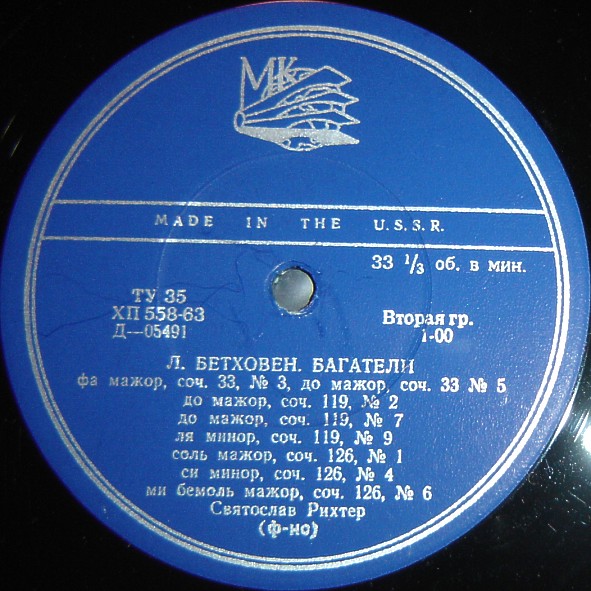 МК
MADE IN THE U.S.S.R.
33 1/3 об. в мин.
ТУ 35
ХП 558-63
Д—05491
Вторая гр.
1-00
Л. БЕТХОВЕН. БАГАТЕЛИ
фа мажор, соч. 33, № 3, до мажор, соч. 33 № 5
до мажор, соч. 119, № 2
до мажор, соч. 119, № 7
ля минор, соч. 119, № 9
соль мажор, соч. 126, № 1
си минор, соч. 126, № 4
ми бемоль мажор, соч. 126, № 6
Святослав Рихтер
(ф-но)